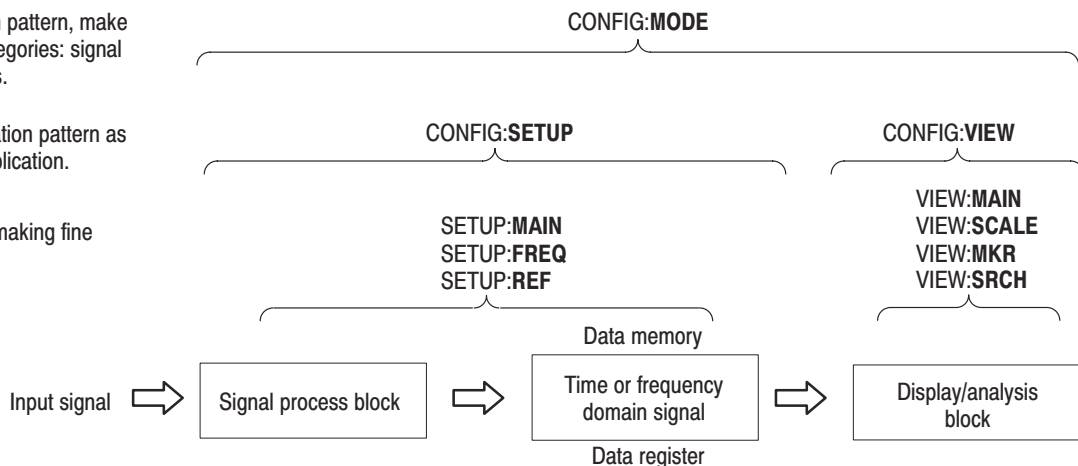 n pattern, make
egories: signal
s.
ation pattern as
plication.
making fine
CONFIG:MODE
CONFIG:SETUP
CONFIG:VIEW
SETUP:MAIN
SETUP:FREQ
SETUP:REF
VIEW:MAIN
VIEW:SCALE
VIEW:MKR
VIEW:SRCH
Data memory
Input signal
Signal process block
Time or frequency
domain signal
Display/analysis
block
Data register